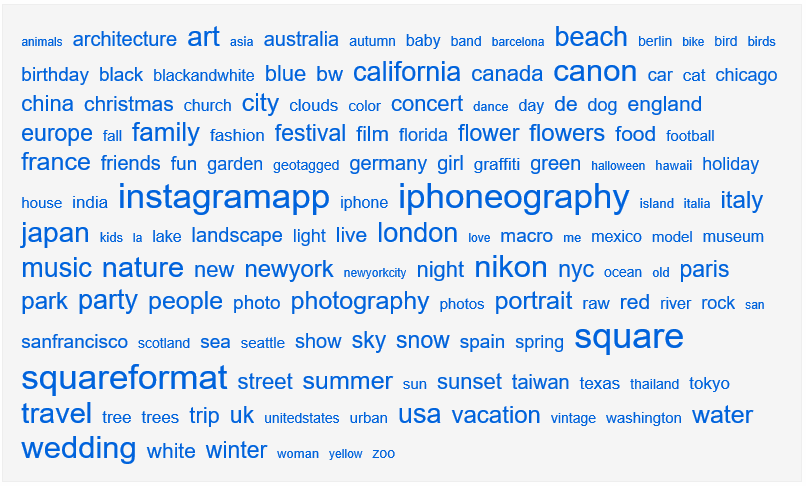 animals architecture art asia australia autumn baby band barcelona beach berlin bike bird birds
birthday black blackandwhite blue bw california canada canon car cat chicago
china christmas church city clouds color concert dance day de dog england
europe fall family fashion festival film florida flower flowers food football
france friends fun garden geotagged germany girl graffiti green halloween hawaii holiday
house india instagramapp iphone iphoneography island italia italy
japan kids la lake landscape light live london love macro me mexico model museum
music nature new newyork newyorkcity night nikon nyc ocean old paris
park party people photo photography photos portrait raw red river rock san
sanfrancisco scotland sea seattle show sky snow spain spring square
squareformat street summer sun sunset taiwan texas thailand tokyo
travel tree trees trip uk unitedstates urban usa vacation vintage washington water
wedding white winter woman yellow zoo